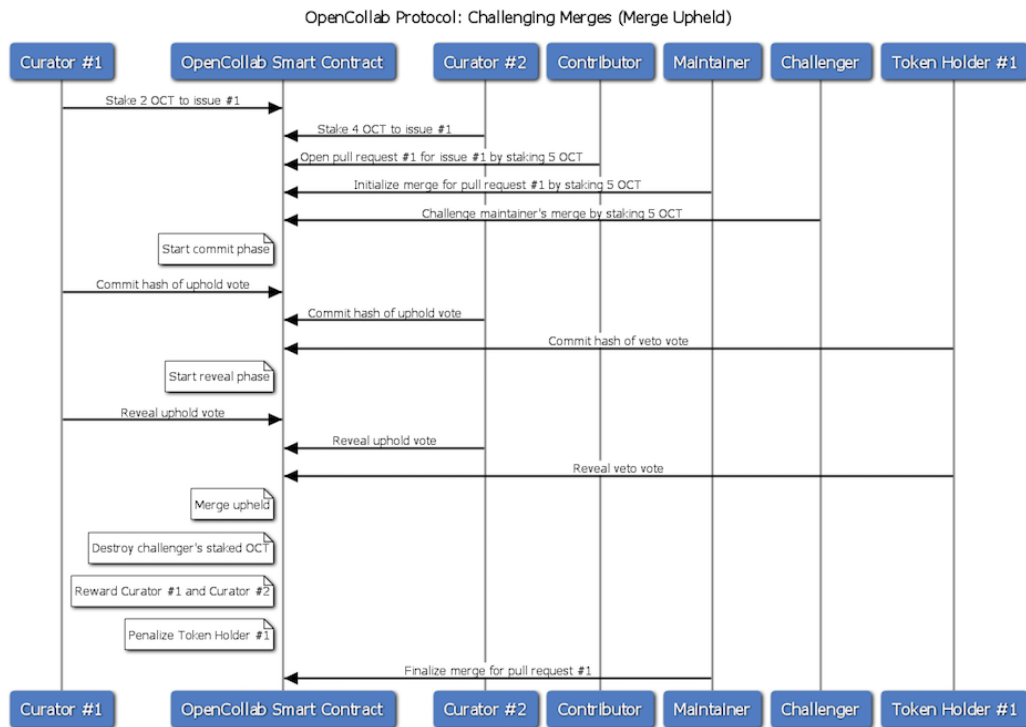 OpenCollab Protocol: Challenging Merges (Merge Upheld)
Curator #1 OpenCollab Smart Contract Curator #2 Contributor Maintainer Challenger Token Holder #1
Stake 2 OCT to issue #1
Stake 4 OCT to issue #1
Open pull request #1 for issue #1 by staking 5 OCT
Initialize merge for pull request #1 by staking 5 OCT
Challenge maintainer's merge by staking 5 OCT
Start commit phase
Commit hash of uphold vote
Commit hash of uphold vote
Commit hash of veto vote
Start reveal phase
Reveal uphold vote
Reveal uphold vote
Reveal veto vote
Merge upheld
Destroy challenger's staked OCT
Reward Curator #1 and Curator #2
Penalize Token Holder #1
Finalize merge for pull request #1
Curator #1 OpenCollab Smart Contract Curator #2 Contributor Maintainer Challenger Token Holder #1